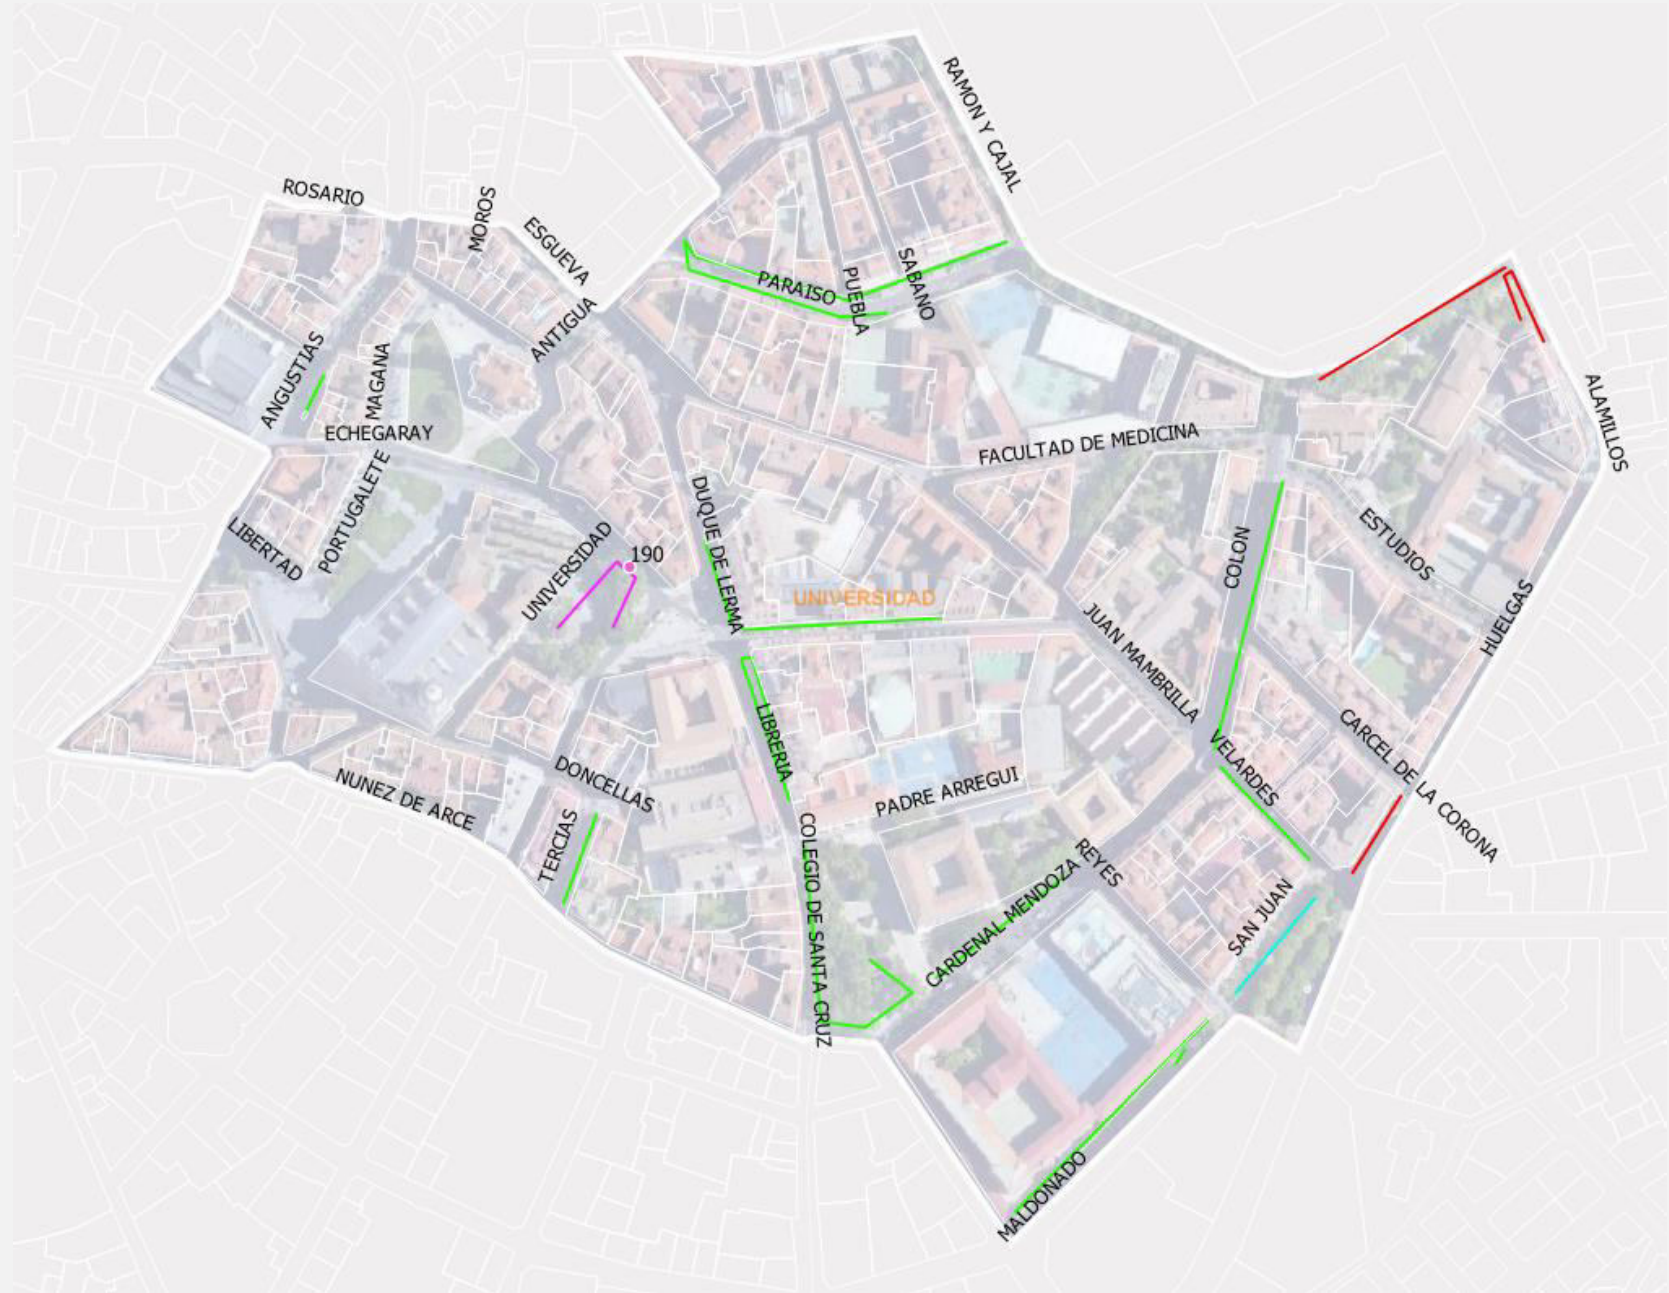 RAMON Y CAJAL
ROSARIO
MOROS
ESGUEVA
ANTIGUA
PARAISO
PUEBLA
SABANO
ANGUSTIAS
MAGANA
ECHEGARAY
PORTUGALETE
LIBERTAD
FACULTAD DE MEDICINA
ALAMILLOS
DUQUE DE LERMA
UNIVERSIDAD
190
UNIVERSIDAD
COLON
ESTUDIOS
HUELGAS
JUAN MAMBRILLA
LIBRERIA
VELARDES
CARCEL DE LA CORONA
NUNEZ DE ARCE
DONCELLAS
TERCIAS
PADRE ARREGUI
COLEGIO DE SANTA CRUZ
CARDENAL MENDOZA
REYES
SAN JUAN
MALDONADO